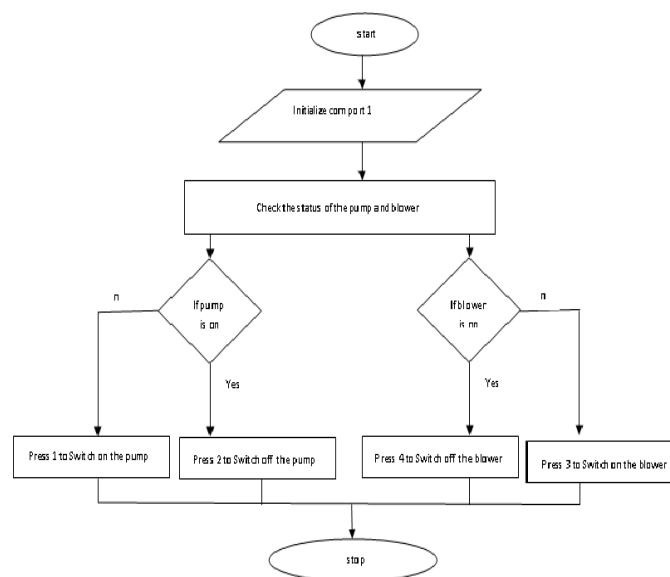 start
Initialize com port 1
Check the status of the pump and blower
n
If pump
is on
If blower
is on
n
Yes
Yes
Press 1 to Switch on the pump
Press 2 to Switch off the pump
Press 4 to Switch off the blower
Press 3 to Switch on the blower
stop